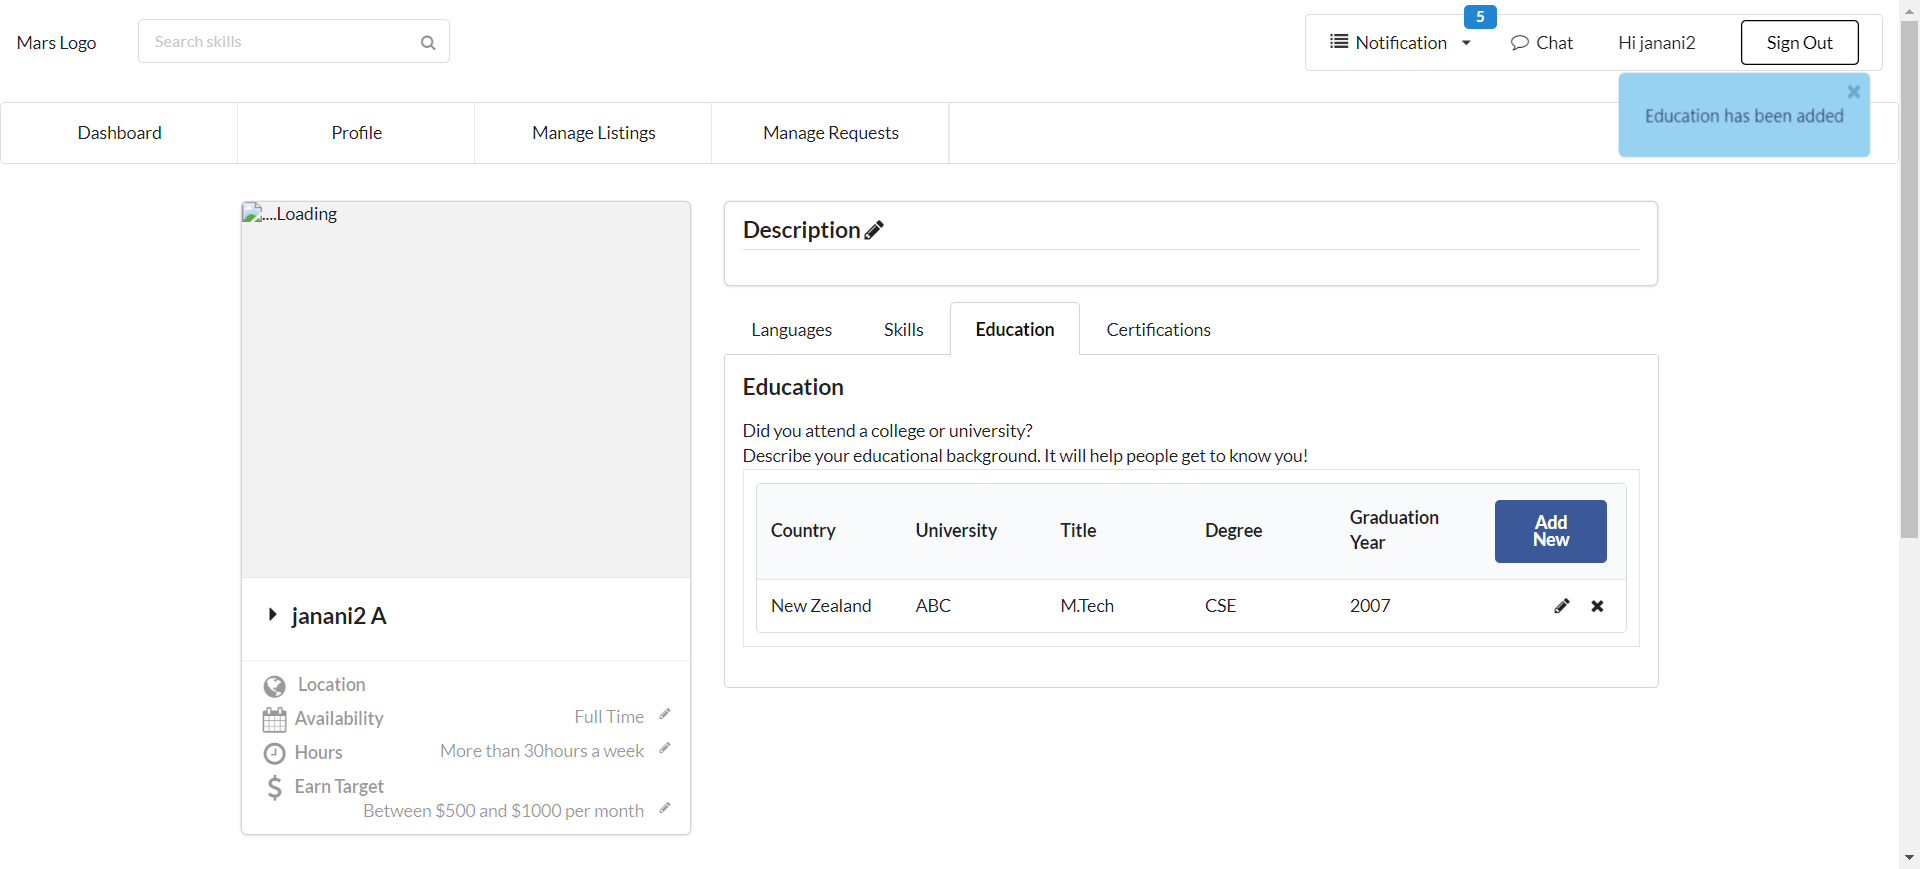 Mars Logo
Search skills
Notification
5
Chat
Hi janani2
Sign Out
Education has been added
Dashboard
Profile
Manage Listings
Manage Requests
....Loading
janani2 A
Location
Availability
Full Time
Hours
More than 30hours a week
Earn Target
Between $500 and $1000 per month
Description
Languages
Skills
Education
Certifications
Education
Did you attend a college or university?
Describe your educational background. It will help people get to know you!
Country University Title Degree Graduation Year
Add New
New Zealand ABC M.Tech CSE 2007